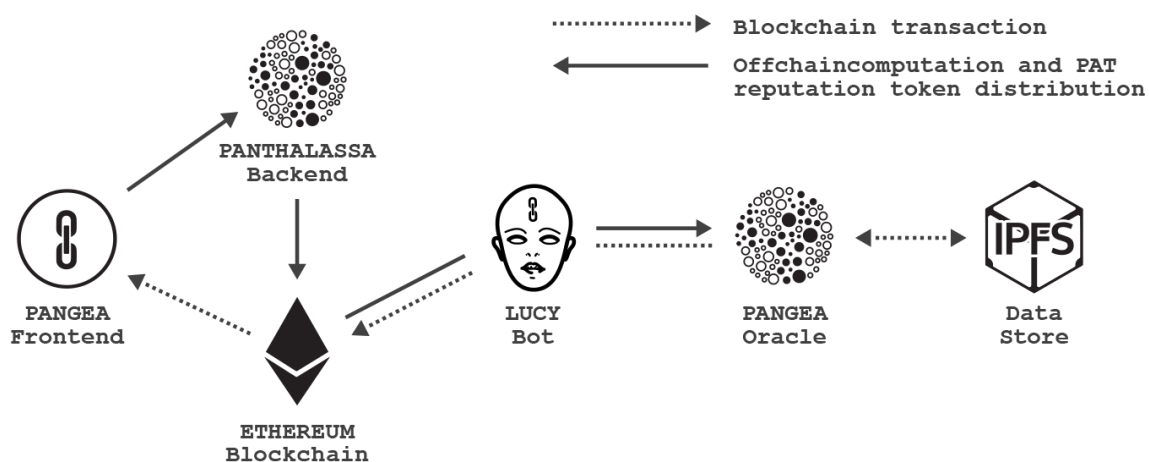 Blockchain transaction
Offchaincomputation and PAT
reputation token distribution
PANTHALASSA
Backend
PANGEA
Frontend
ETHEREUM
Blockchain
LUCY
Bot
PANGEA
Oracle
IPFS
Data
Store